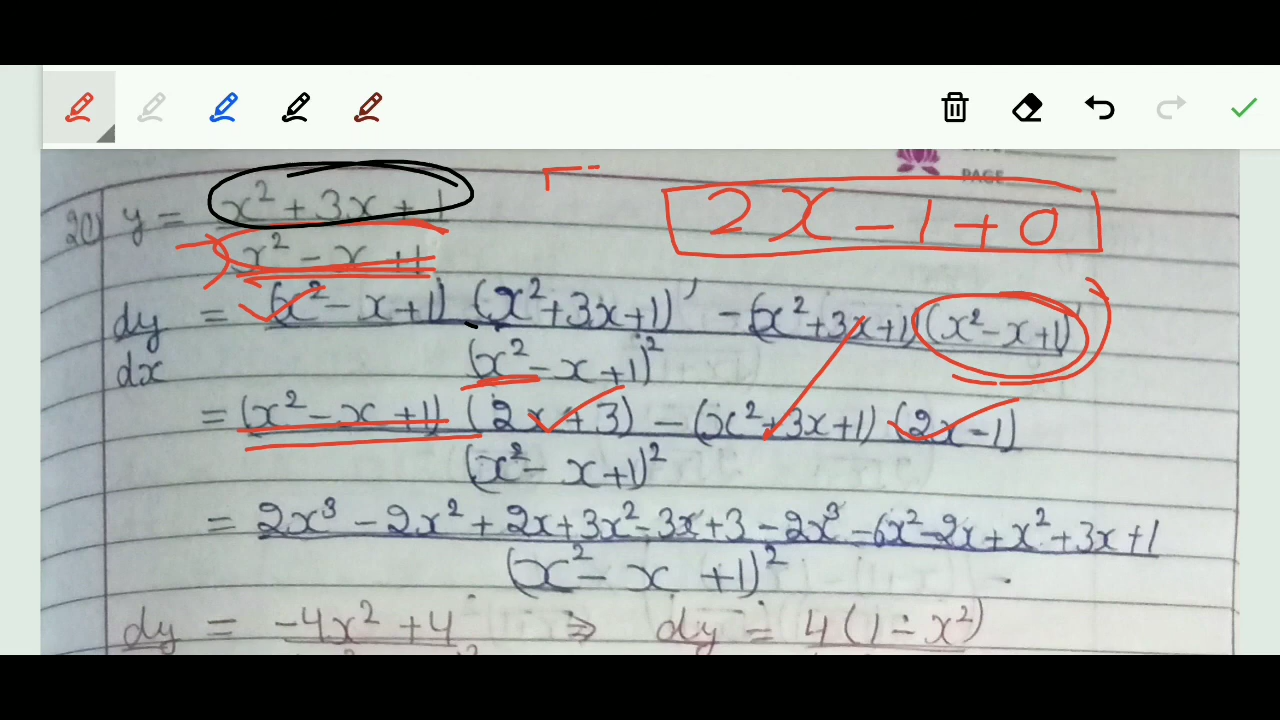 PAGE
2X-1+0
20) y = x² + 3x + 1
x² - x + 1
dy = (x² - x + 1) (x² + 3x + 1)' - (x² + 3x + 1) (x² - x + 1)'
dx (x² - x + 1)²
= (x² - x + 1) (2x + 3) - (x² + 3x + 1) (2x - 1)
(x² - x + 1)²
= 2x³ - 2x² + 2x + 3x² - 3x + 3 - 2x³ - 6x² - 2x + x² + 3x + 1
(x² - x + 1)²
dy = -4x² + 4 ⇒ dy = 4(1 - x²)